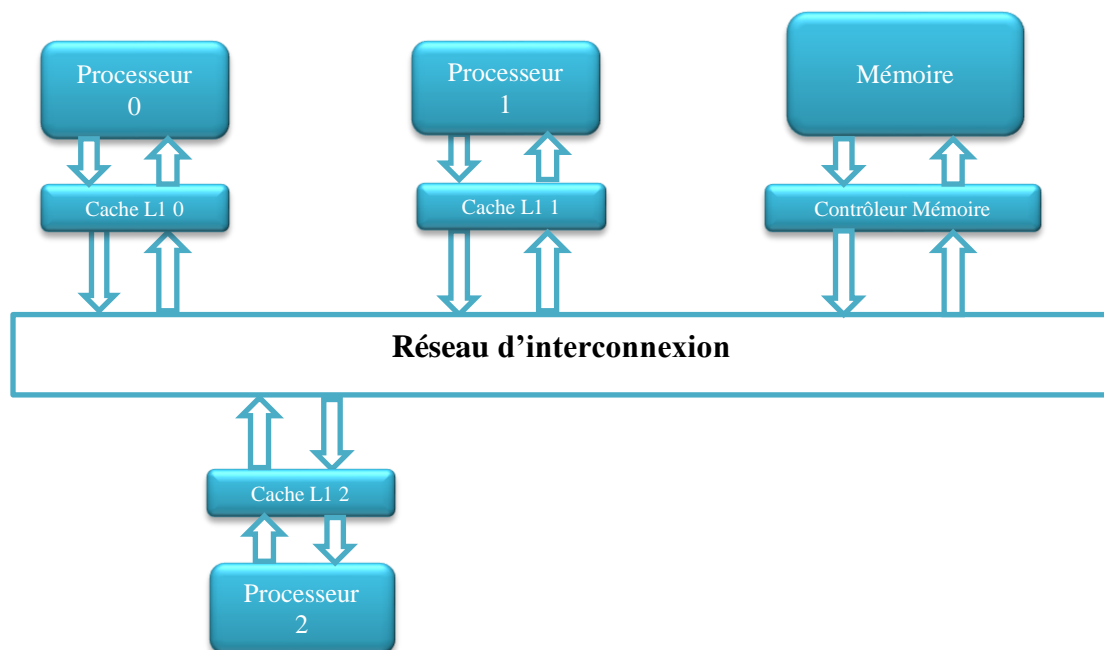 Processeur
0
Processeur
1
Mémoire
Cache L1 0
Cache L1 1
Contrôleur Mémoire
Réseau d’interconnexion
Cache L1 2
Processeur
2